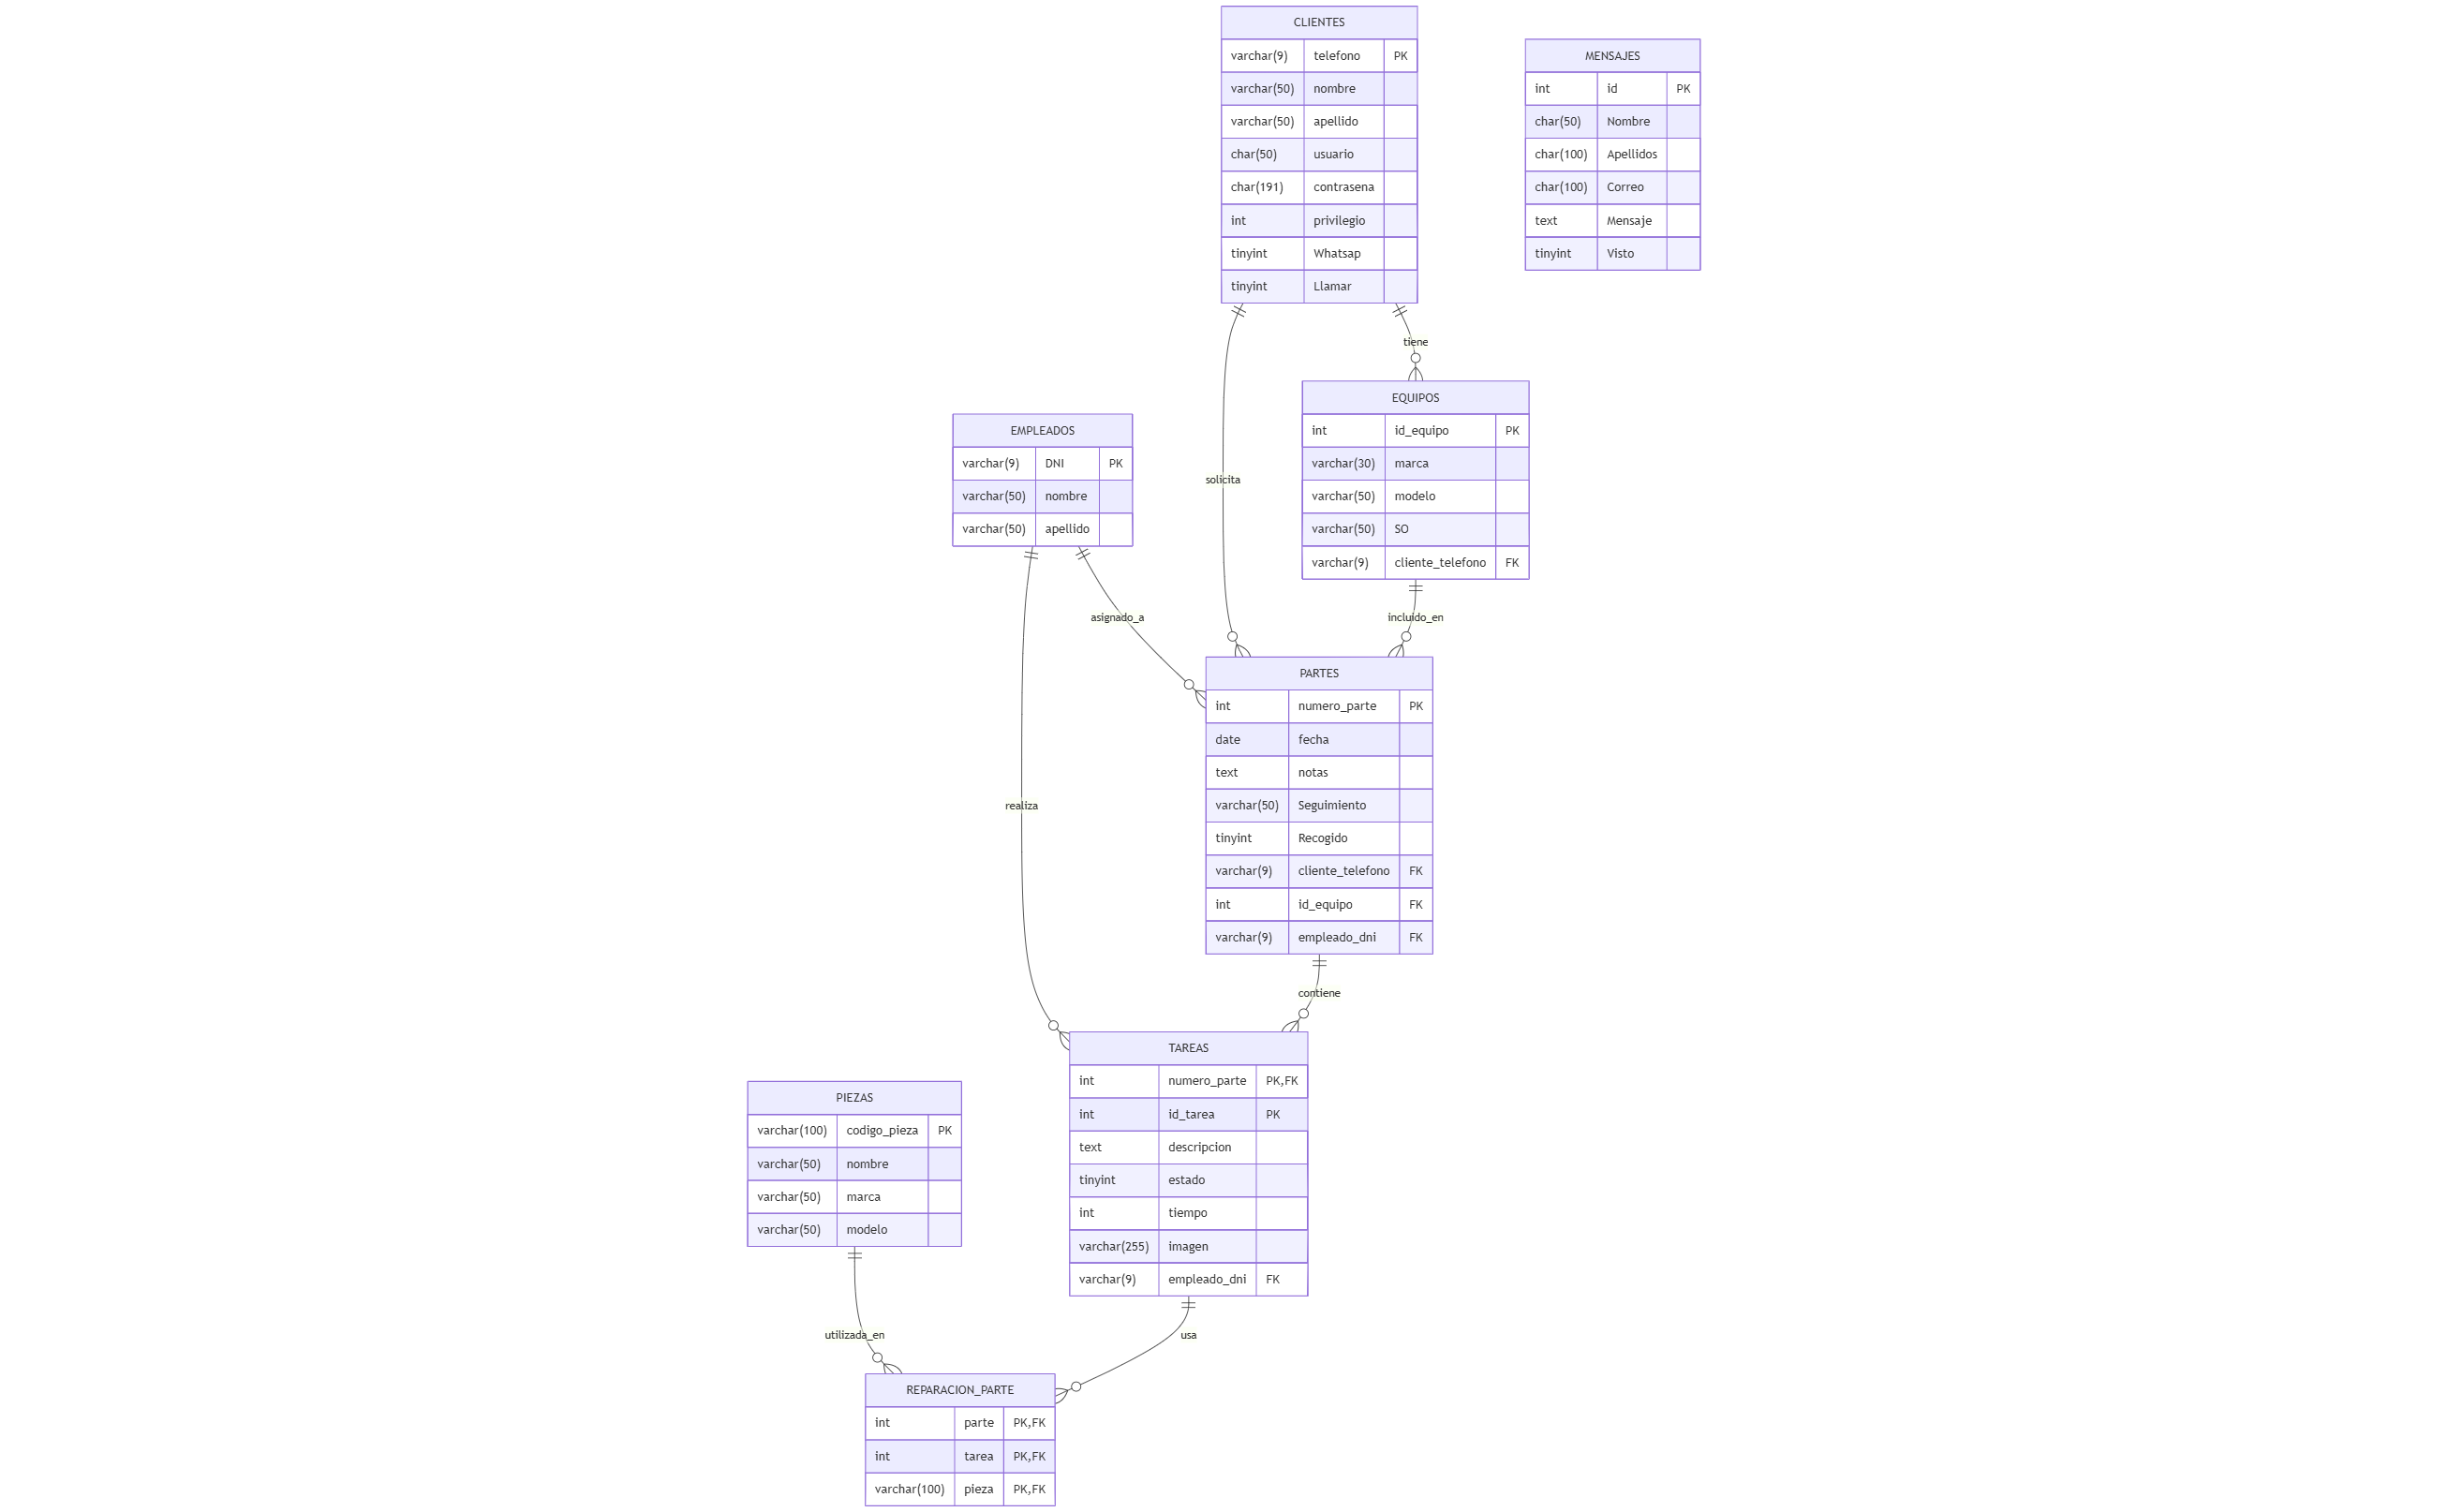 CLIENTES
varchar(9) telefono PK
varchar(50) nombre
varchar(50) apellido
char(50) usuario
char(191) contrasena
int privilegio
tinyint Whatsap
tinyint Llamar
MENSAJES
int id PK
char(50) Nombre
char(100) Apellidos
char(100) Correo
text Mensaje
tinyint Visto
tiene
EQUIPOS
int id_equipo PK
varchar(30) marca
varchar(50) modelo
varchar(50) SO
varchar(9) cliente_telefono FK
EMPLEADOS
varchar(9) DNI PK
varchar(50) nombre
varchar(50) apellido
solicita
asignado_a
incluido_en
PARTES
int numero_parte PK
date fecha
text notas
varchar(50) Seguimiento
tinyint Recogido
varchar(9) cliente_telefono FK
int id_equipo FK
varchar(9) empleado_dni FK
realiza
contiene
TAREAS
int numero_parte PK,FK
int id_tarea PK
text descripcion
tinyint estado
int tiempo
varchar(255) imagen
varchar(9) empleado_dni FK
PIEZAS
varchar(100) codigo_pieza PK
varchar(50) nombre
varchar(50) marca
varchar(50) modelo
utilizada_en
usa
REPARACION_PARTE
int parte PK,FK
int tarea PK,FK
varchar(100) pieza PK,FK